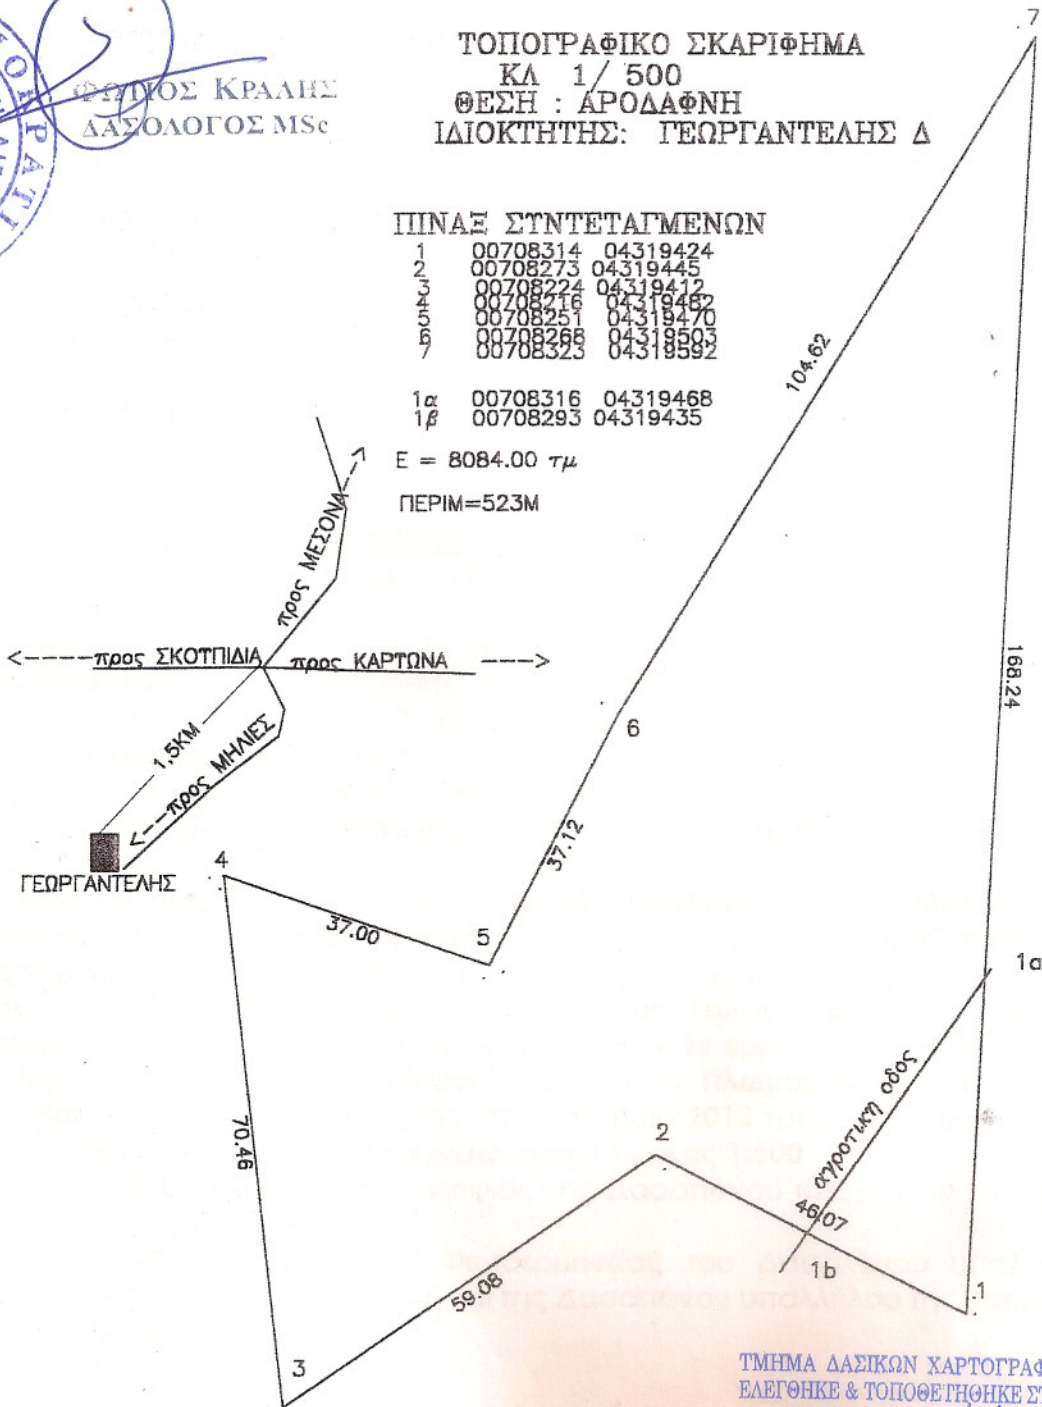 ΤΟΠΟΓΡΑΦΙΚΟ ΣΚΑΡΙΦΗΜΑ
ΚΛ 1/ 500
ΘΕΣΗ : ΑΡΟΔΑΦΝΗ
ΙΔΙΟΚΤΗΤΗΣ: ΓΕΩΡΓΑΝΤΕΛΗΣ Δ
ΦΩΤΙΟΣ ΚΡΑΛΗΣ
ΔΑΣΟΛΟΓΟΣ MSc
ΠΙΝΑΞ ΣΥΝΤΕΤΑΓΜΕΝΩΝ
1 00708314 04319424
2 00708273 04319445
3 00708224 04319412
4 00708216 04319482
5 00708251 04319470
6 00708268 04319503
7 00708323 04319592
1α 00708316 04319468
1β 00708293 04319435
Ε = 8084.00 τμ
ΠΕΡΙΜ=523Μ
προς ΜΕΣΟΝΑ
<-----προς ΣΚΟΤΠΙΔΙΑ προς ΚΑΡΤΩΝΑ ---->
1,5ΚΜ
<---προς ΜΗΛΙΕΣ
ΓΕΩΡΓΑΝΤΕΛΗΣ
7
104.62
168.24
6
37.12
4
37.00
5
1α
αγροτικη οδος
70.46
2
46.07
1b
1
59.08
3
ΤΜΗΜΑ ΔΑΣΙΚΩΝ ΧΑΡΤΟΓΡΑΦ
ΕΛΕΓΘΗΚΕ & ΤΟΠΟΘΕΤΗΘΗΚΕ ΣΤ